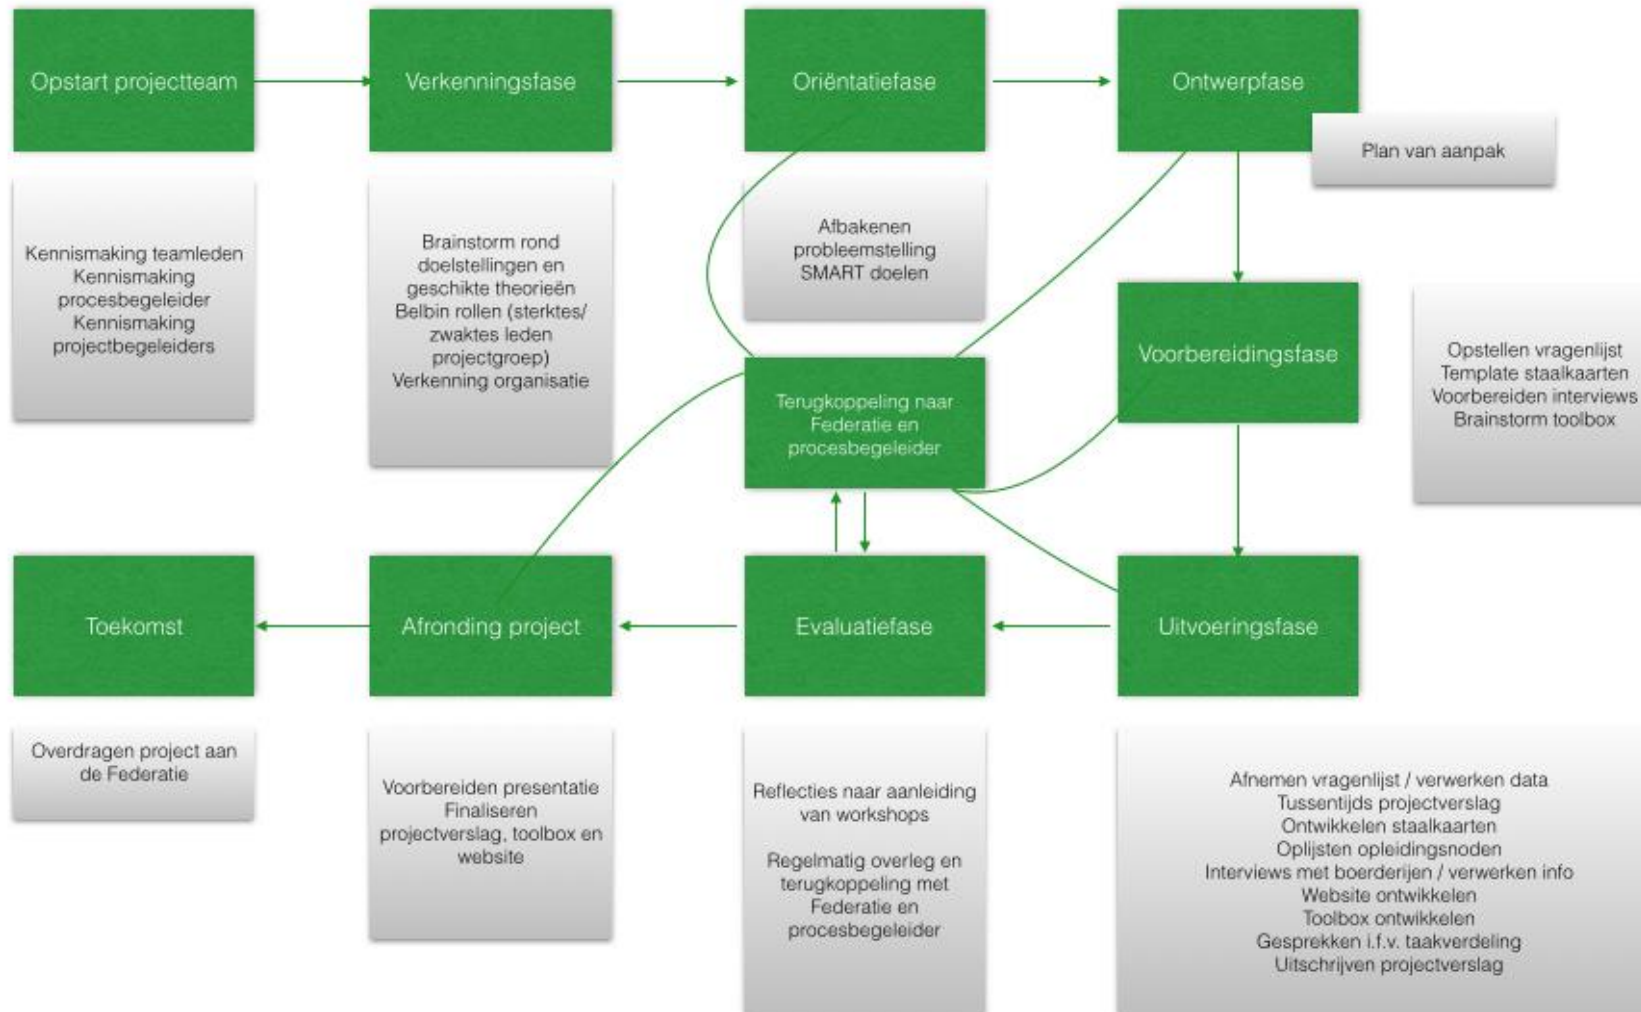 Opstart projectteam
Verkenningsfase
Oriëntatiefase
Ontwerpfase
Plan van aanpak
Kennismaking teamleden
Kennismaking
procesbegeleider
Kennismaking
projectbegeleiders
Brainstorm rond
doelstellingen en
geschikte theorieën
Belbin rollen (sterktes/
zwaktes leden
projectgroep)
Verkenning organisatie
Afbakenen
probleemstelling
SMART doelen
Terugkoppeling naar
Federatie en
procesbegeleider
Voorbereidingsfase
Opstellen vragenlijst
Template staalkaarten
Voorbereiden interviews
Brainstorm toolbox
Toekomst
Afronding project
Evaluatiefase
Uitvoeringsfase
Overdragen project aan
de Federatie
Voorbereiden presentatie
Finaliseren
projectverslag, toolbox en
website
Reflecties naar aanleiding
van workshops
Regelmatig overleg en
terugkoppeling met
Federatie en
procesbegeleider
Afnemen vragenlijst / verwerken data
Tussentijds projectverslag
Ontwikkelen staalkaarten
Oplijsten opleidingsnoden
Interviews met boerderijen / verwerken info
Website ontwikkelen
Toolbox ontwikkelen
Gesprekken i.f.v. taakverdeling
Uitschrijven projectverslag